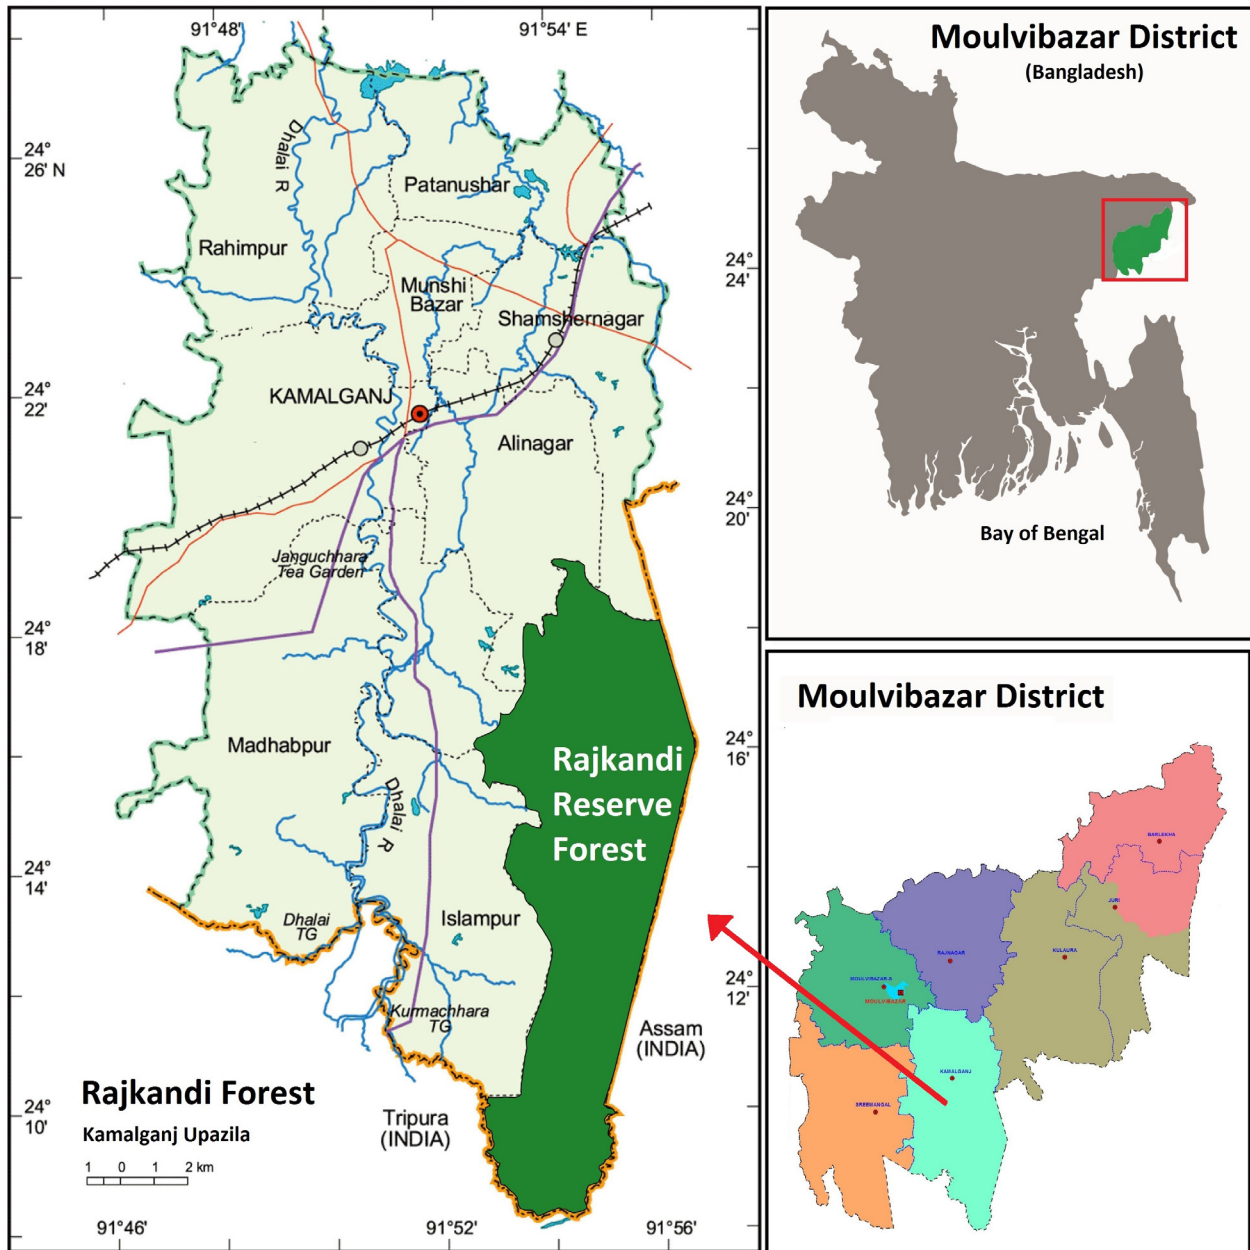 91°48'
91°54' E
24°
26' N
Dhalai R
Patanushar
Rahimpur
Munshi
Bazar
Shamshernagar
24°
24'
24°
22'
KAMALGANJ
Alinagar
24°
20'
Janguchhara
Tea Garden
24°
18'
Madhabpur
Rajkandi
Reserve
Forest
24°
16'
Dhalai R
24°
14'
Dhalai
TG
Islampur
24°
12'
Kurmachhara
TG
Assam
(INDIA)
Rajkandi Forest
Kamalganj Upazila
Tripura
(INDIA)
24°
10'
1 0 1 2 km
91°46'
91°52'
91°56'
Moulvibazar District
(Bangladesh)
Bay of Bengal
Moulvibazar District
BARLEKHA
JURI
KULAURA
RAJNAGAR
MOULVIBAZAR-S
MOULVIBAZAR
KAMALGANJ
SREEMANGAL